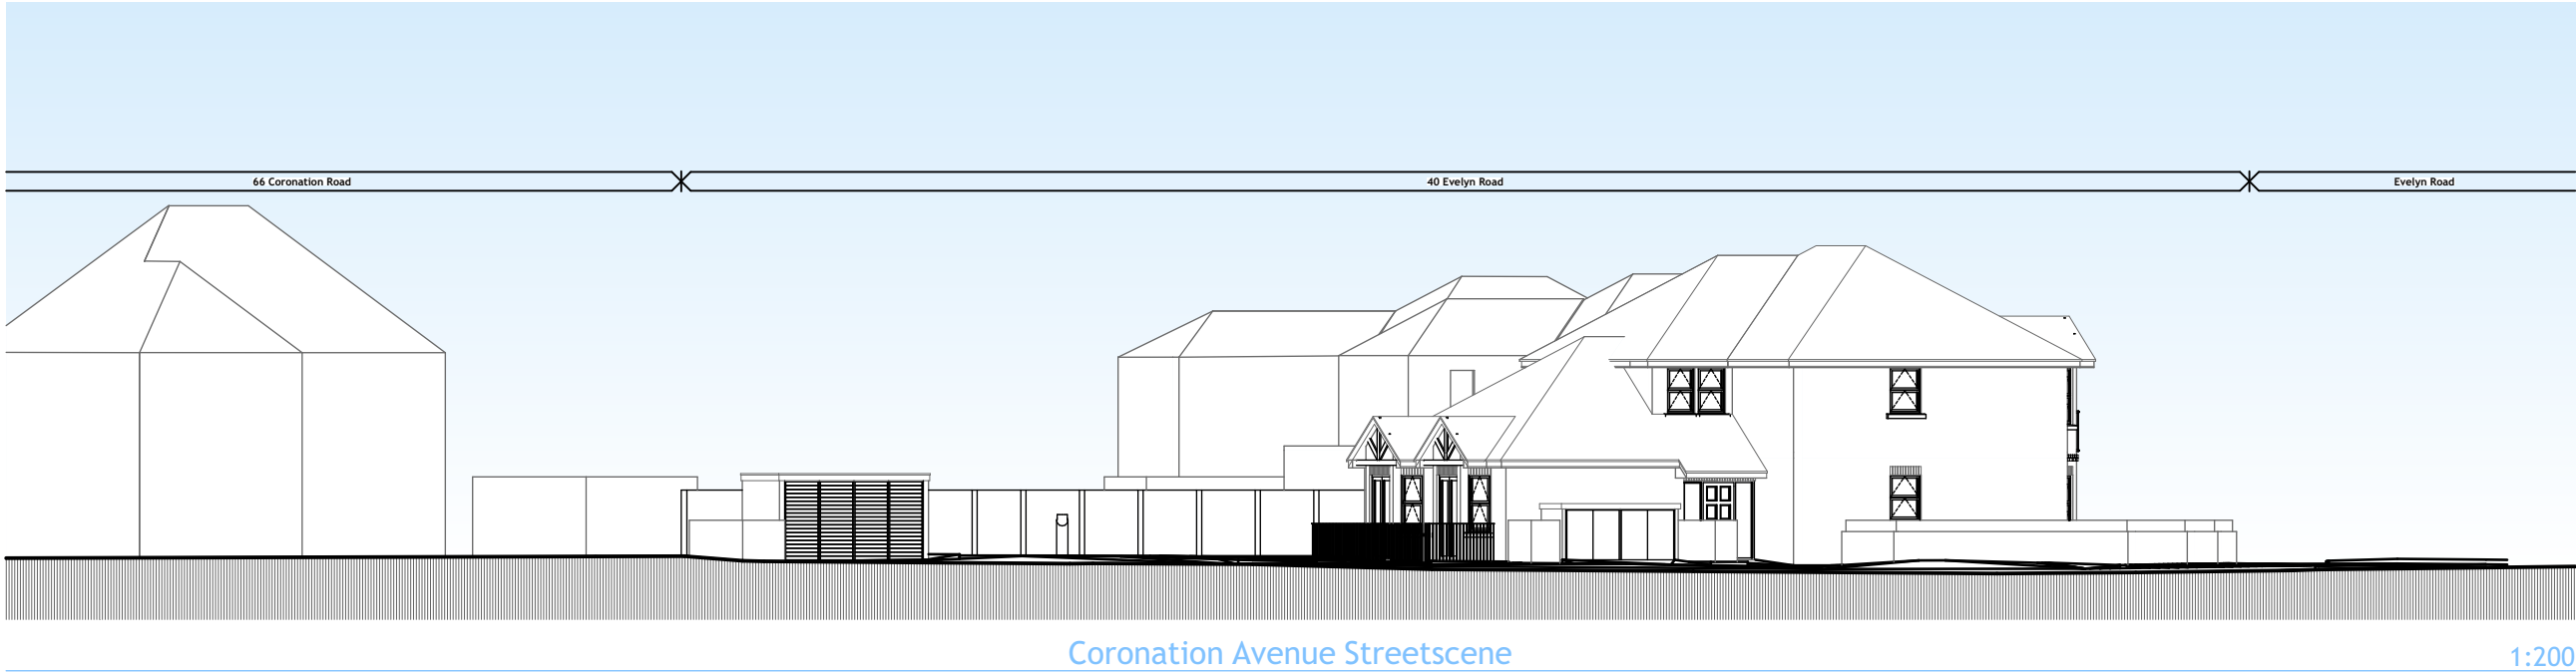 66 Coronation Road
40 Evelyn Road
Evelyn Road
Coronation Avenue Streetscene
1:200